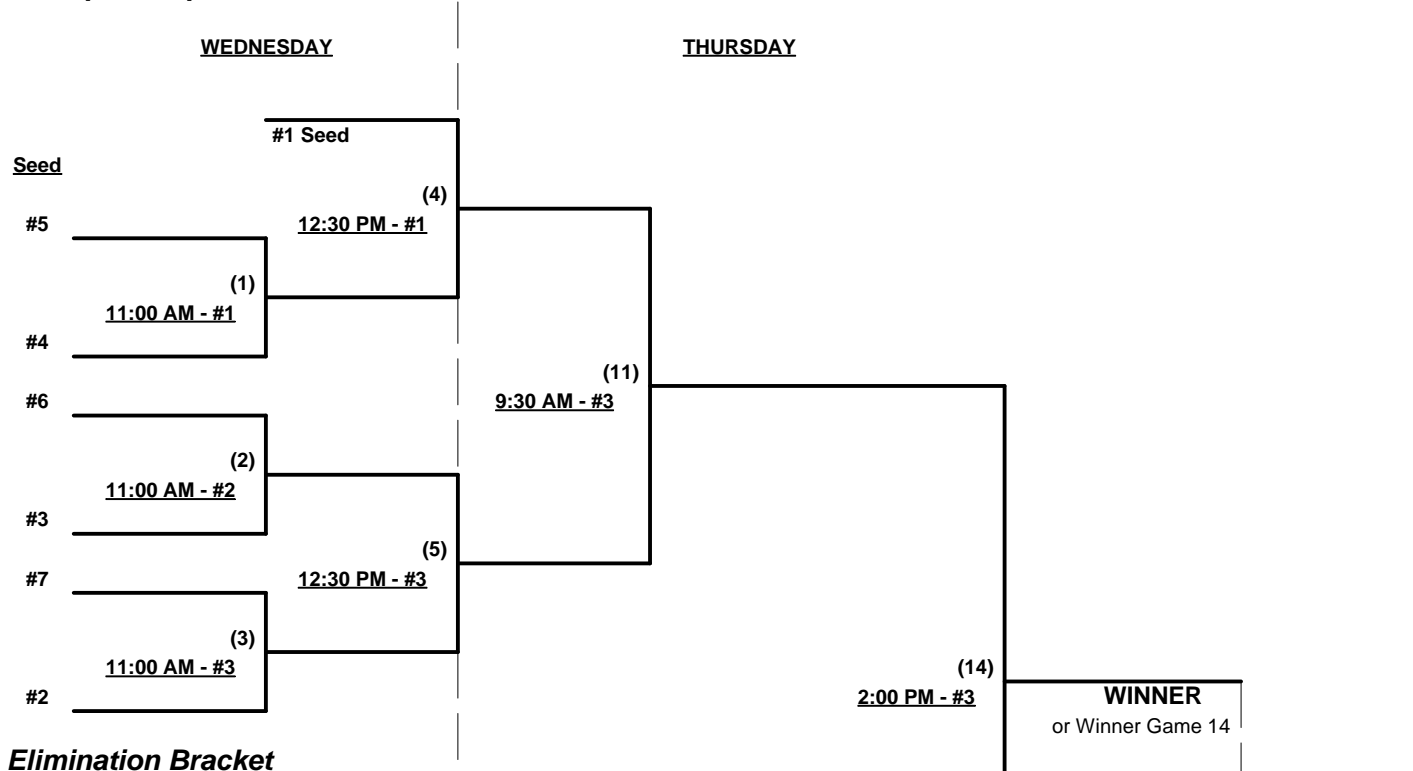 WEDNESDAY THURSDAY
#1 Seed
Seed
(4)
#5 12:30 PM - #1
(1)
11:00 AM - #1
#4
(11)
#6 9:30 AM - #3
(2)
11:00 AM - #2
#3
(5)
#7 12:30 PM - #3
(3)
11:00 AM - #3 (14)
#2 2:00 PM - #3 WINNER
or Winner Game 14
Elimination Bracket